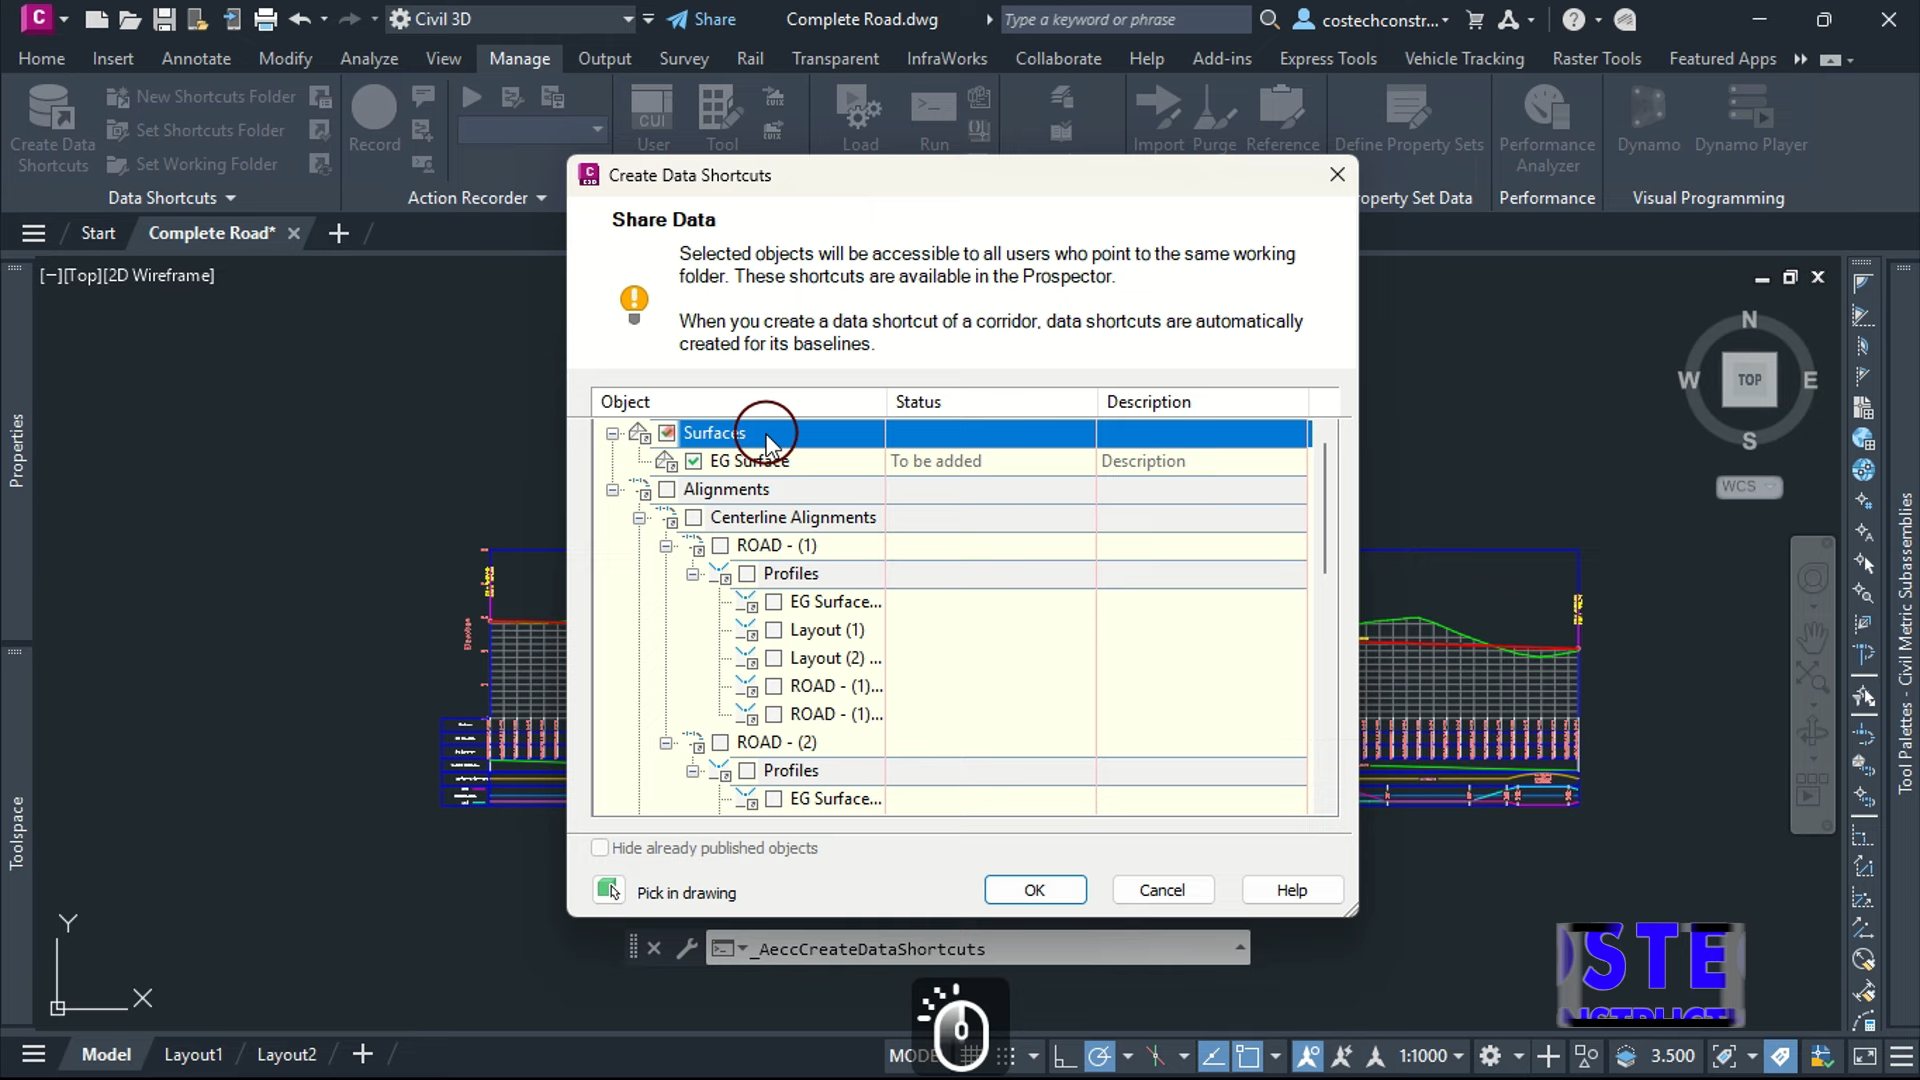 Civil 3D
Share
Complete Road.dwg
Type a keyword or phrase
costechconstr...
Home
Insert
Annotate
Modify
Analyze
View
Manage
Output
Survey
Rail
Transparent
InfraWorks
Collaborate
Help
Add-ins
Express Tools
Vehicle Tracking
Raster Tools
Featured Apps
Create Data
Shortcuts
New Shortcuts Folder
Set Shortcuts Folder
Set Working Folder
Data Shortcuts
Record
Action Recorder
CUI
User
Tool
Load
Run
Import
Purge
Reference
Define Property Sets
Property Set Data
Performance
Analyzer
Performance
Dynamo
Dynamo Player
Visual Programming
Start
Complete Road*
[−][Top][2D Wireframe]
Properties
Toolspace
Create Data Shortcuts
Share Data
Selected objects will be accessible to all users who point to the same working
folder. These shortcuts are available in the Prospector.
When you create a data shortcut of a corridor, data shortcuts are automatically
created for its baselines.
Object
Status
Description
Surfaces
EG Surface
To be added
Description
Alignments
Centerline Alignments
ROAD - (1)
Profiles
EG Surface...
Layout (1)
Layout (2) ...
ROAD - (1)...
ROAD - (1)...
ROAD - (2)
Profiles
EG Surface...
Hide already published objects
Pick in drawing
OK
Cancel
Help
_AeccCreateDataShortcuts
N
W
TOP
E
S
WCS
Tool Palettes - Civil Metric Subassemblies
Y
X
OSTE
Model
Layout1
Layout2
MODE
1:1000
3.500